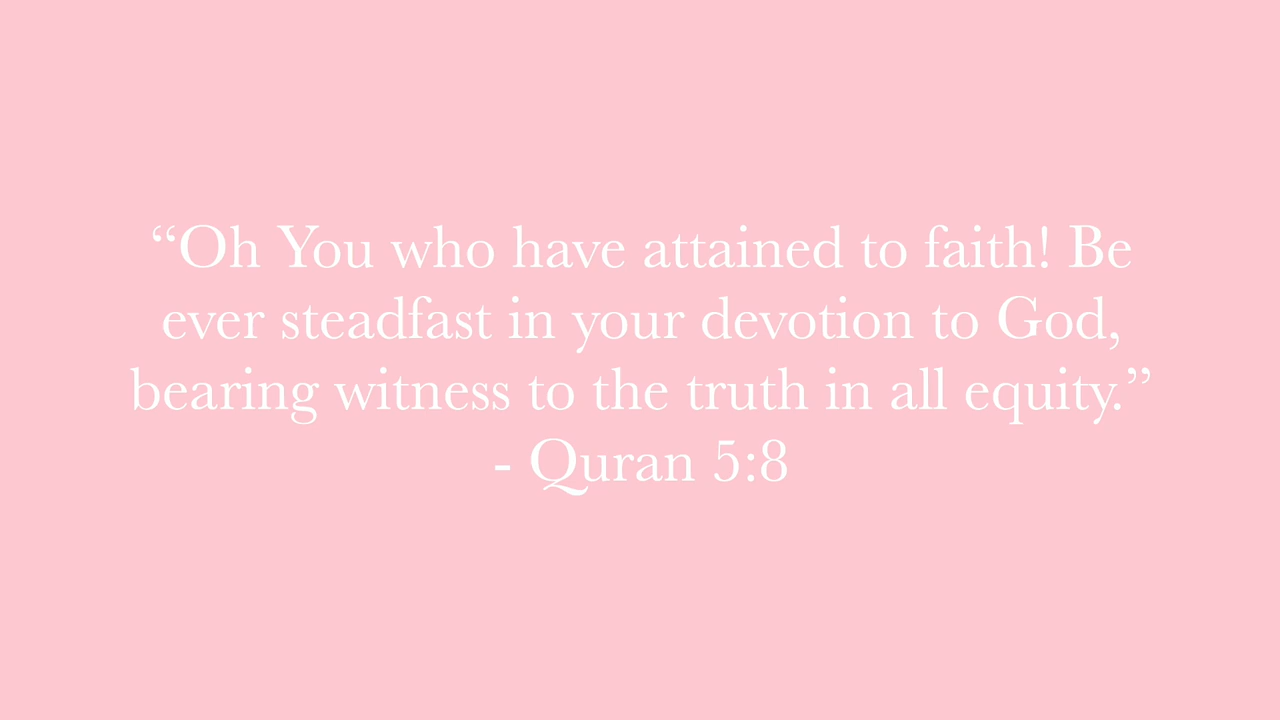 “Oh You who have attained to faith! Be
ever steadfast in your devotion to God,
bearing witness to the truth in all equity.”
- Quran 5:8